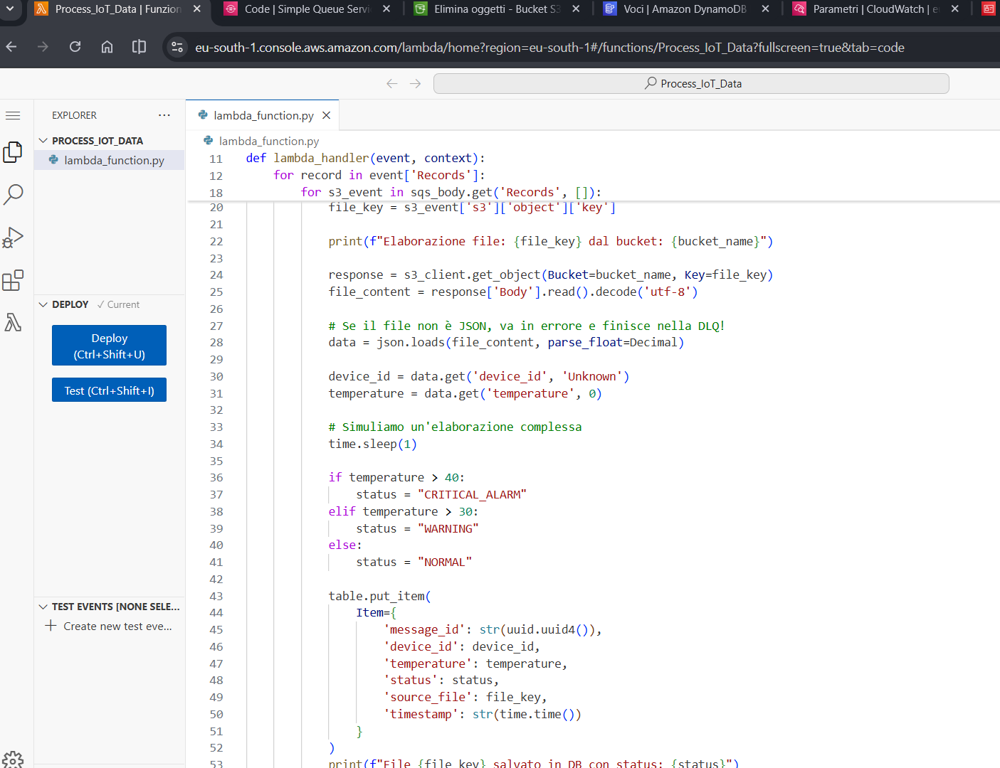 Process_IoT_Data | Funzion
Code | Simple Queue Servi
Elimina oggetti - Bucket S3
Voci | Amazon DynamoDB
Parametri | CloudWatch | eu
eu-south-1.console.aws.amazon.com/lambda/home?region=eu-south-1#/functions/Process_IoT_Data?fullscreen=true&tab=code
Process_IoT_Data
EXPLORER
PROCESS_IOT_DATA
lambda_function.py
DEPLOY ✓ Current
Deploy
(Ctrl+Shift+U)
Test (Ctrl+Shift+I)
TEST EVENTS [NONE SELE...
Create new test eve...
lambda_function.py
lambda_function.py
11 def lambda_handler(event, context):
12     for record in event['Records']:
18         for s3_event in sqs_body.get('Records', []):
20             file_key = s3_event['s3']['object']['key']
21
22             print(f"Elaborazione file: {file_key} dal bucket: {bucket_name}")
23
24             response = s3_client.get_object(Bucket=bucket_name, Key=file_key)
25             file_content = response['Body'].read().decode('utf-8')
26
27             # Se il file non è JSON, va in errore e finisce nella DLQ!
28             data = json.loads(file_content, parse_float=Decimal)
29
30             device_id = data.get('device_id', 'Unknown')
31             temperature = data.get('temperature', 0)
32
33             # Simuliamo un'elaborazione complessa
34             time.sleep(1)
35
36             if temperature > 40:
37                 status = "CRITICAL_ALARM"
38             elif temperature > 30:
39                 status = "WARNING"
40             else:
41                 status = "NORMAL"
42
43             table.put_item(
44                 Item={
45                     'message_id': str(uuid.uuid4()),
46                     'device_id': device_id,
47                     'temperature': temperature,
48                     'status': status,
49                     'source_file': file_key,
50                     'timestamp': str(time.time())
51                 }
52             )
53             print(f"File {file_key} salvato in DB con status: {status}")